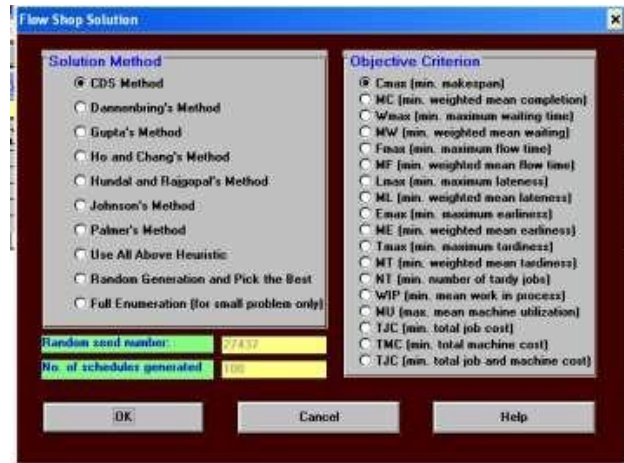 Flow Shop Solution
Solution Method
CDS Method
Dannenbring's Method
Gupta's Method
Ho and Chang's Method
Hundal and Rajgopal's Method
Johnson's Method
Palmer's Method
Use All Above Heuristic
Random Generation and Pick the Best
Full Enumeration (for small problem only)
Random seed number:
27437
No. of schedules generated
100
Objective Criterion
Cmax (min. makespan)
MC (min. weighted mean completion)
Wmax (min. maximum waiting time)
MW (min. weighted mean waiting)
Fmax (min. maximum flow time)
MF (min. weighted mean flow time)
Lmax (min. maximum lateness)
ML (min. weighted mean lateness)
Emax (min. maximum earliness)
ME (min. weighted mean earliness)
Tmax (min. maximum tardiness)
MT (min. weighted mean tardiness)
NT (min. number of tardy jobs)
WIP (min. mean work in process)
MU (max. mean machine utilization)
TJC (min. total job cost)
TMC (min. total machine cost)
TJC (min. total job and machine cost)
OK
Cancel
Help